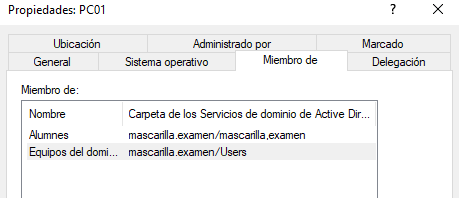 Propiedades: PC01 ?
Ubicación Administrado por Marcado
General Sistema operativo Miembro de Delegación
Miembro de:
Nombre Carpeta de los Servicios de dominio de Active Dir...
Alumnes mascarilla.examen/mascarilla,examen
Equipos del domi... mascarilla.examen/Users